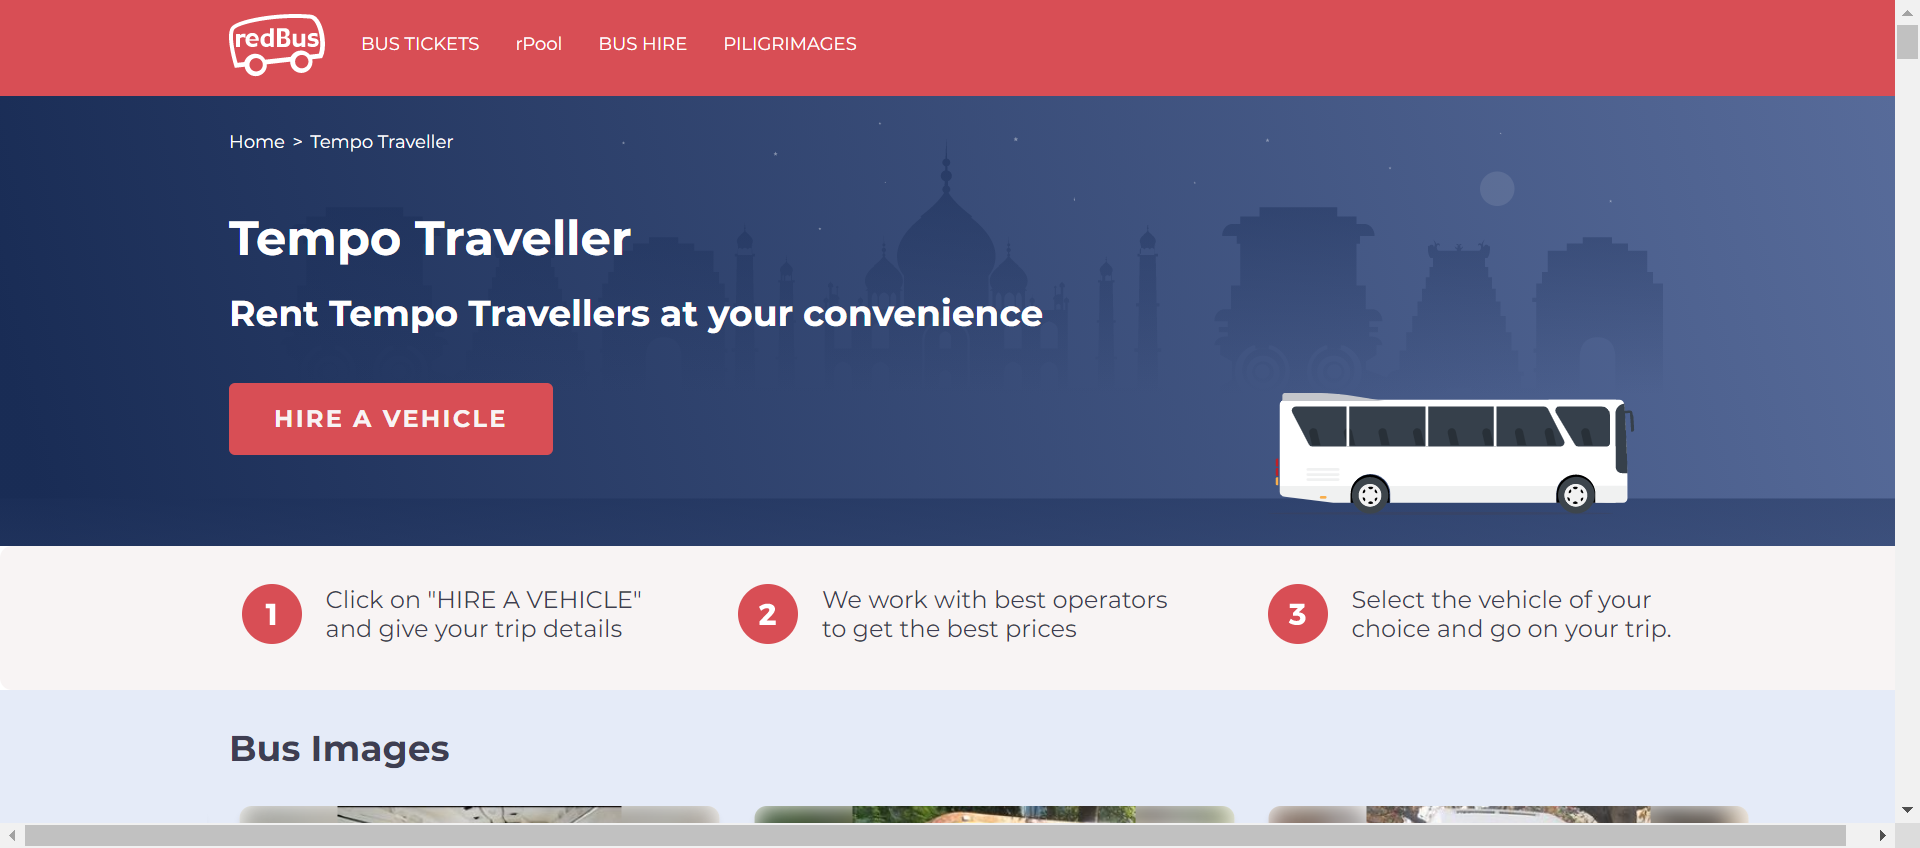 redBus
BUS TICKETS
rPool
BUS HIRE
PILIGRIMAGES
Home > Tempo Traveller
Tempo Traveller
Rent Tempo Travellers at your convenience
HIRE A VEHICLE
1
Click on "HIRE A VEHICLE"
and give your trip details
2
We work with best operators
to get the best prices
3
Select the vehicle of your
choice and go on your trip.
Bus Images